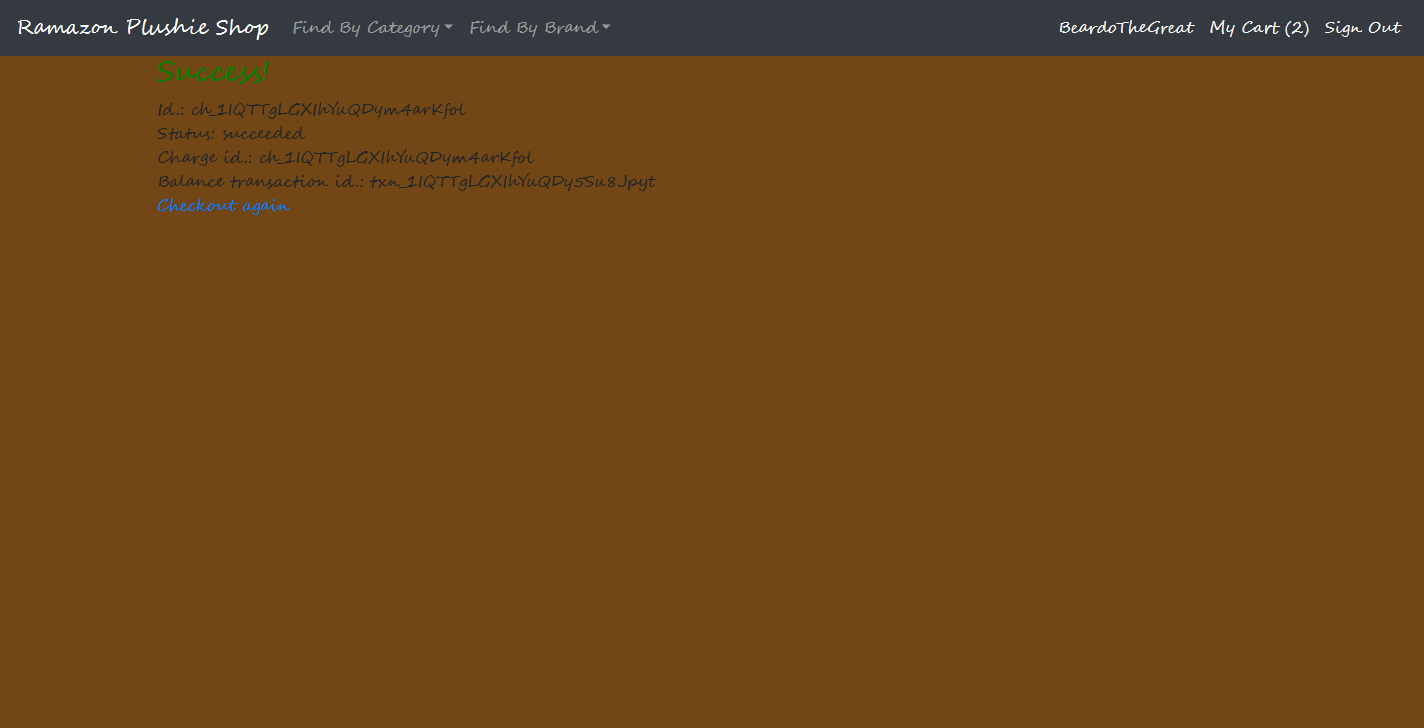 Ramazon Plushie Shop Find By Category Find By Brand BeardoTheGreat My Cart (2) Sign Out
Success!
Id.: ch_1IQTTgLGXIhYuQDym4arKfol
Status: succeeded
Charge id.: ch_1IQTTgLGXIhYuQDym4arKfol
Balance transaction id.: txn_1IQTTgLGXIhYuQDy5Su8Jpyt
Checkout again